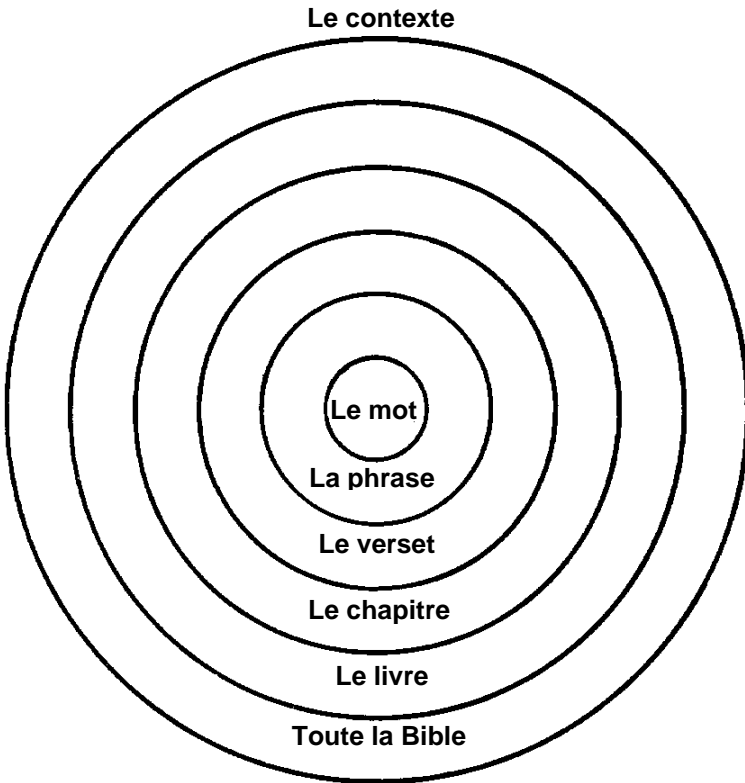 Le contexte
Le mot
La phrase
Le verset
Le chapitre
Le livre
Toute la Bible